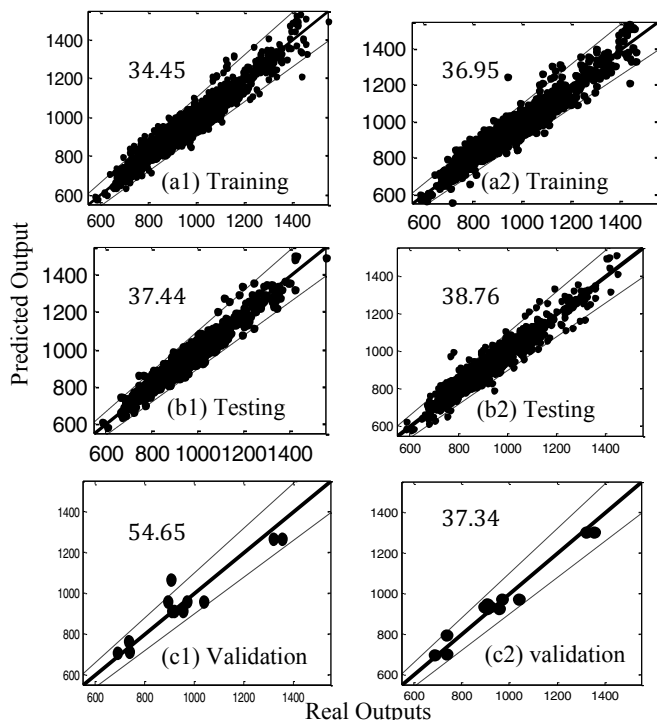 1400
1200
1000
800
600
34.45
(a1) Training
600 800 1000 1200 1400
1400
1200
1000
800
600
36.95
(a2) Training
600 800 1000 1200 1400
Predicted Output
1400
1200
1000
800
600
37.44
(b1) Testing
600 800 1000 1200 1400
1400
1200
1000
800
600
38.76
(b2) Testing
600 800 1000 1200 1400
1400
1200
1000
800
600
54.65
(c1) Validation
600 800 1000 1200 1400
1400
1200
1000
800
600
37.34
(c2) validation
600 800 1000 1200 1400
Real Outputs